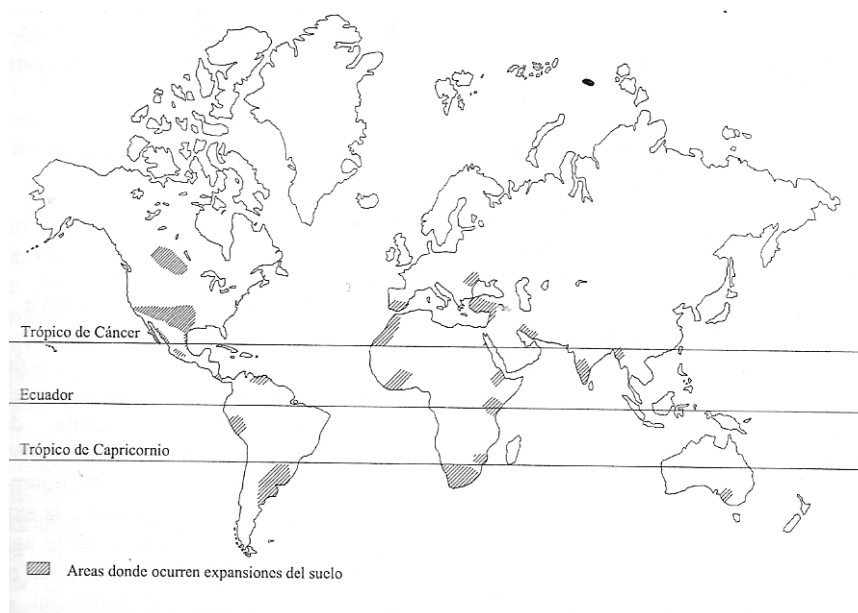 Trópico de Cáncer
Ecuador
Trópico de Capricornio
Areas donde ocurren expansiones del suelo